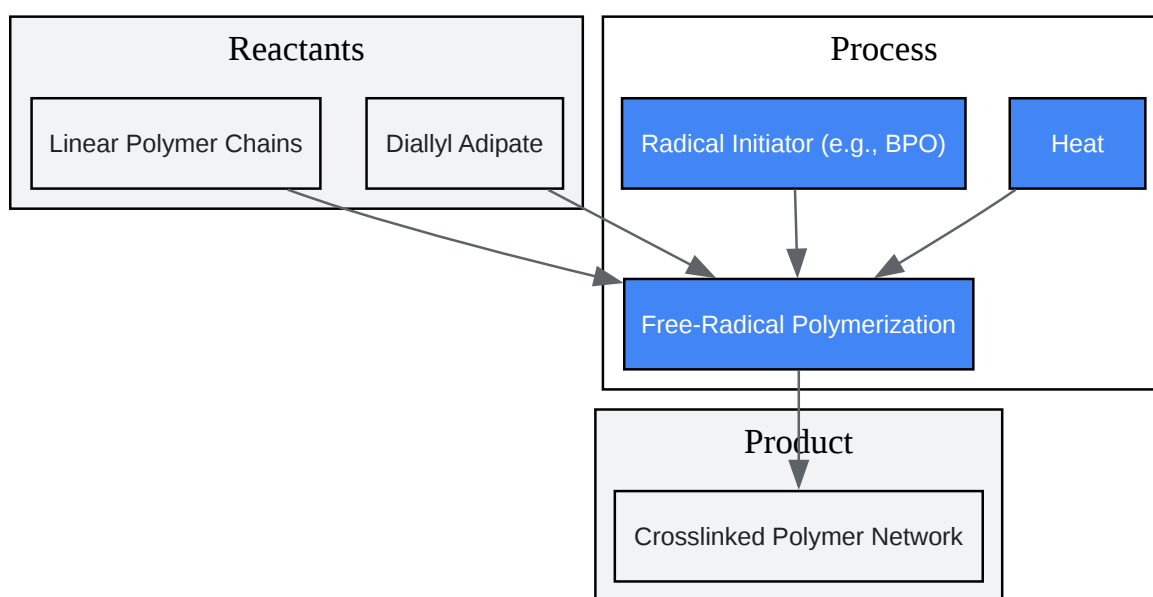 Reactants
Process
Linear Polymer Chains
Diallyl Adipate
Radical Initiator (e.g., BPO)
Heat
Free-Radical Polymerization
Product
Crosslinked Polymer Network